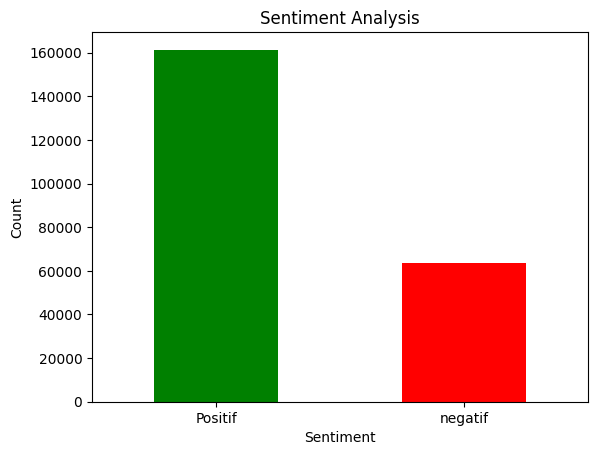 Sentiment Analysis
160000
140000
120000
100000
80000
60000
40000
20000
0
Count
Positif
negatif
Sentiment